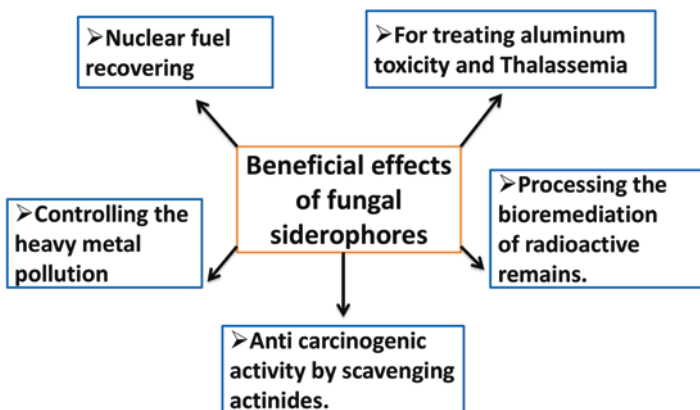 ➢Nuclear fuel
recovering
➢For treating aluminum
toxicity and Thalassemia
Beneficial effects
of fungal
siderophores
➢Controlling the
heavy metal
pollution
➢Processing the
bioremediation
of radioactive
remains.
➢Anti carcinogenic
activity by scavenging
actinides.